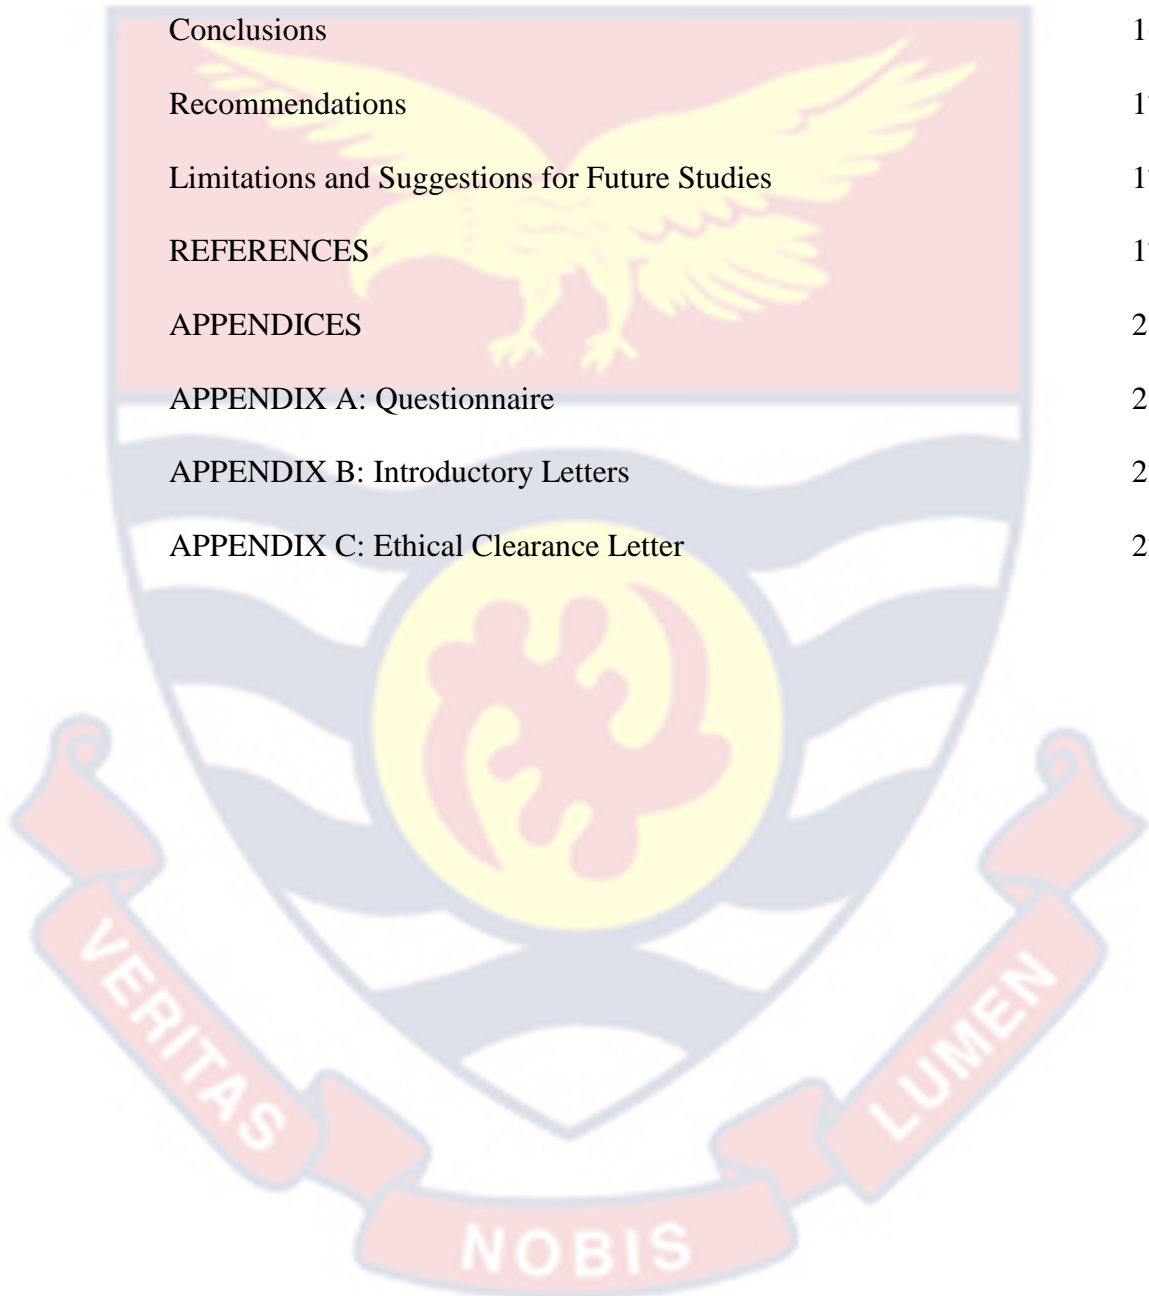 Conclusions
Recommendations
Limitations and Suggestions for Future Studies
REFERENCES
APPENDICES
APPENDIX A: Questionnaire
APPENDIX B: Introductory Letters
APPENDIX C: Ethical Clearance Letter
VERITAS
NOBIS
LUMEN